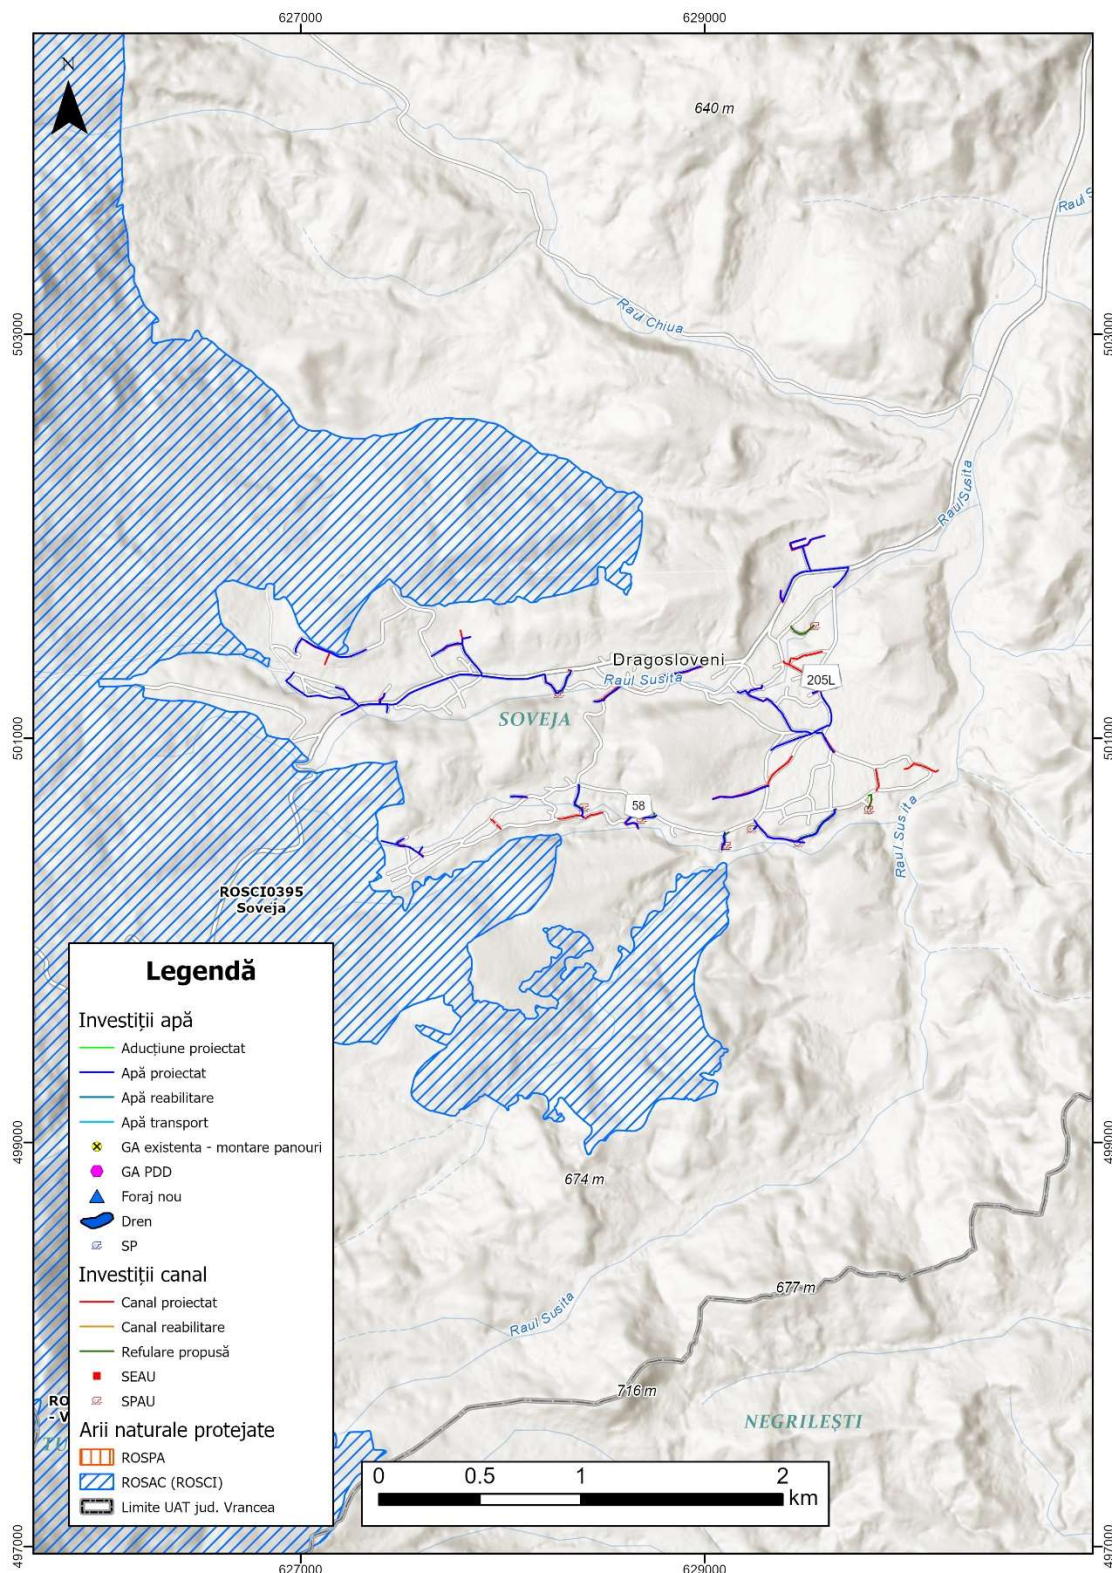 627000
629000
N
640 m
Raul S
Raul Chiua
503000
503000
Raul Susita
Dragosloveni
Raul Susita
205L
SOVEJA
501000
501000
58
Raul Susita
ROSCI0395
Soveja
Legendă
Investiții apă
Aducțiune proiectat
Apă proiectat
Apă reabilitare
Apă transport
GA existenta - montare panouri
GA PDD
Foraj nou
Dren
SP
Investiții canal
Canal proiectat
Canal reabilitare
Refulare propusă
SEAU
SPAU
Arii naturale protejate
ROSPA
ROSAC (ROSCI)
Limite UAT jud. Vrancea
499000
499000
674 m
677 m
Raul Susita
716 m
RO
- V
TU
NEGRILEȘTI
0 0.5 1 2
km
497000
497000
627000
629000